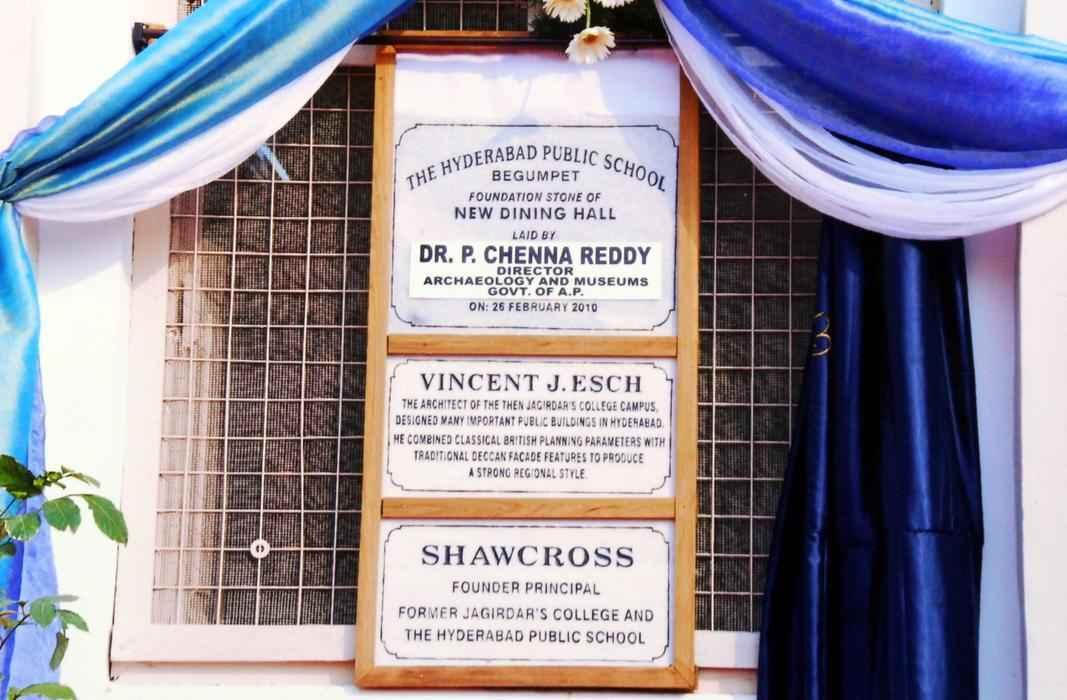 THE HYDERABAD PUBLIC SCHOOL
BEGUMPET
FOUNDATION STONE OF
NEW DINING HALL
LAID BY
DR. P. CHENNA REDDY
DIRECTOR
ARCHAEOLOGY AND MUSEUMS
GOVT. OF A.P.
ON: 26 FEBRUARY 2010
VINCENT J. ESCH
THE ARCHITECT OF THE THEN JAGIRDAR'S COLLEGE CAMPUS,
DESIGNED MANY IMPORTANT PUBLIC BUILDINGS IN HYDERABAD.
HE COMBINED CLASSICAL BRITISH PLANNING PARAMETERS WITH
TRADITIONAL DECCAN FACADE FEATURES TO PRODUCE
A STRONG REGIONAL STYLE.
SHAWCROSS
FOUNDER PRINCIPAL
FORMER JAGIRDAR'S COLLEGE AND
THE HYDERABAD PUBLIC SCHOOL